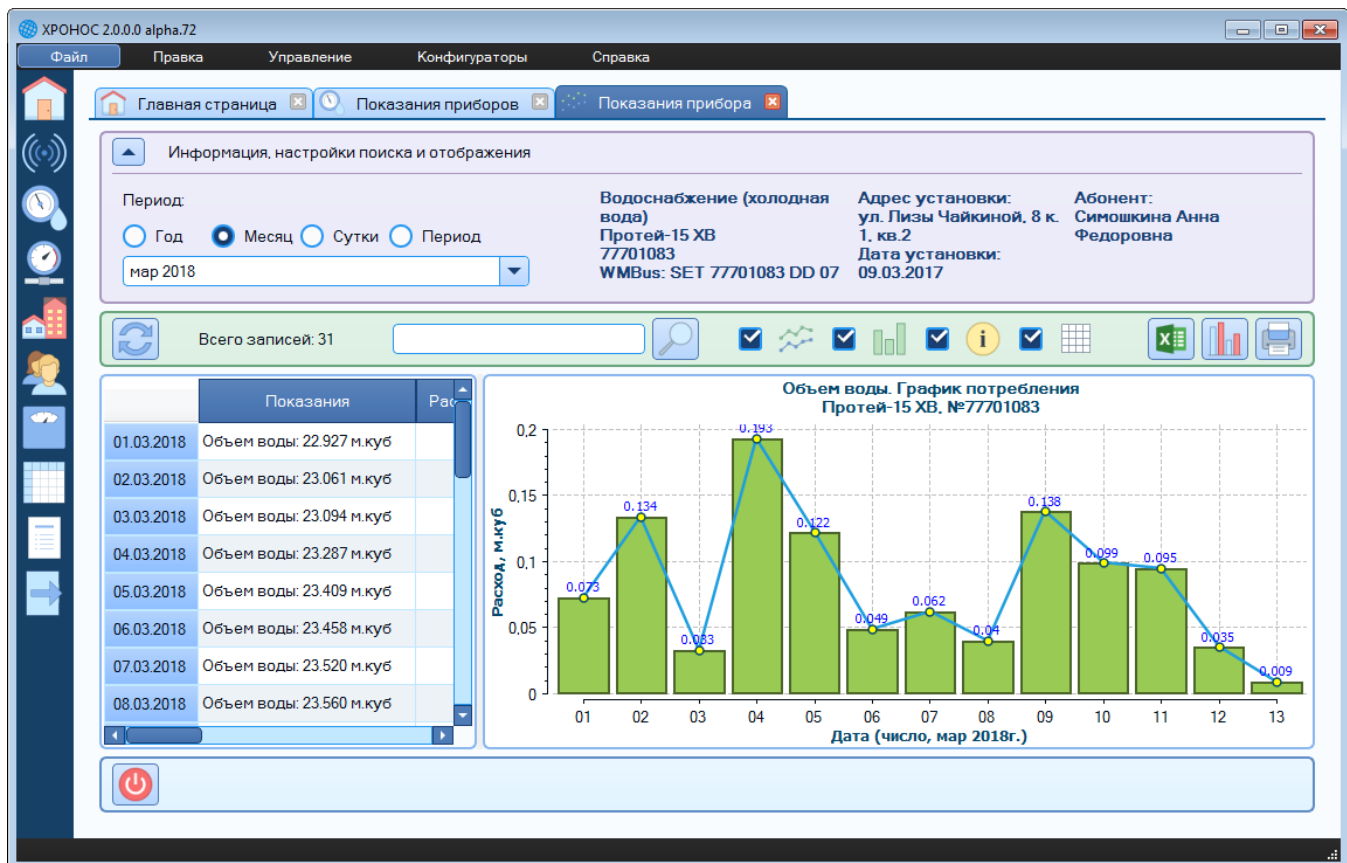 ХРОНОС 2.0.0.0 alpha.72
Файл Правка Управление Конфигураторы Справка
Главная страница Показания приборов Показания прибора
Информация, настройки поиска и отображения
Период:
Год Месяц Сутки Период
мар 2018
Водоснабжение (холодная
вода)
Протей-15 ХВ
77701083
WMBus: SET 77701083 DD 07
Адрес установки:
ул. Лизы Чайкиной, 8 к.
1, кв.2
Дата установки:
09.03.2017
Абонент:
Симошкина Анна
Федоровна
Всего записей: 31
Показания Рас
01.03.2018 Объем воды: 22.927 м.куб
02.03.2018 Объем воды: 23.061 м.куб
03.03.2018 Объем воды: 23.094 м.куб
04.03.2018 Объем воды: 23.287 м.куб
05.03.2018 Объем воды: 23.409 м.куб
06.03.2018 Объем воды: 23.458 м.куб
07.03.2018 Объем воды: 23.520 м.куб
08.03.2018 Объем воды: 23.560 м.куб
Объем воды. График потребления
Протей-15 ХВ, №77701083
Расход, м.куб
0,2
0,15
0,1
0,05
0
0.073 0.134 0.033 0.193 0.122 0.049 0.062 0.04 0.138 0.099 0.095 0.035 0.009
01 02 03 04 05 06 07 08 09 10 11 12 13
Дата (число, мар 2018г.)